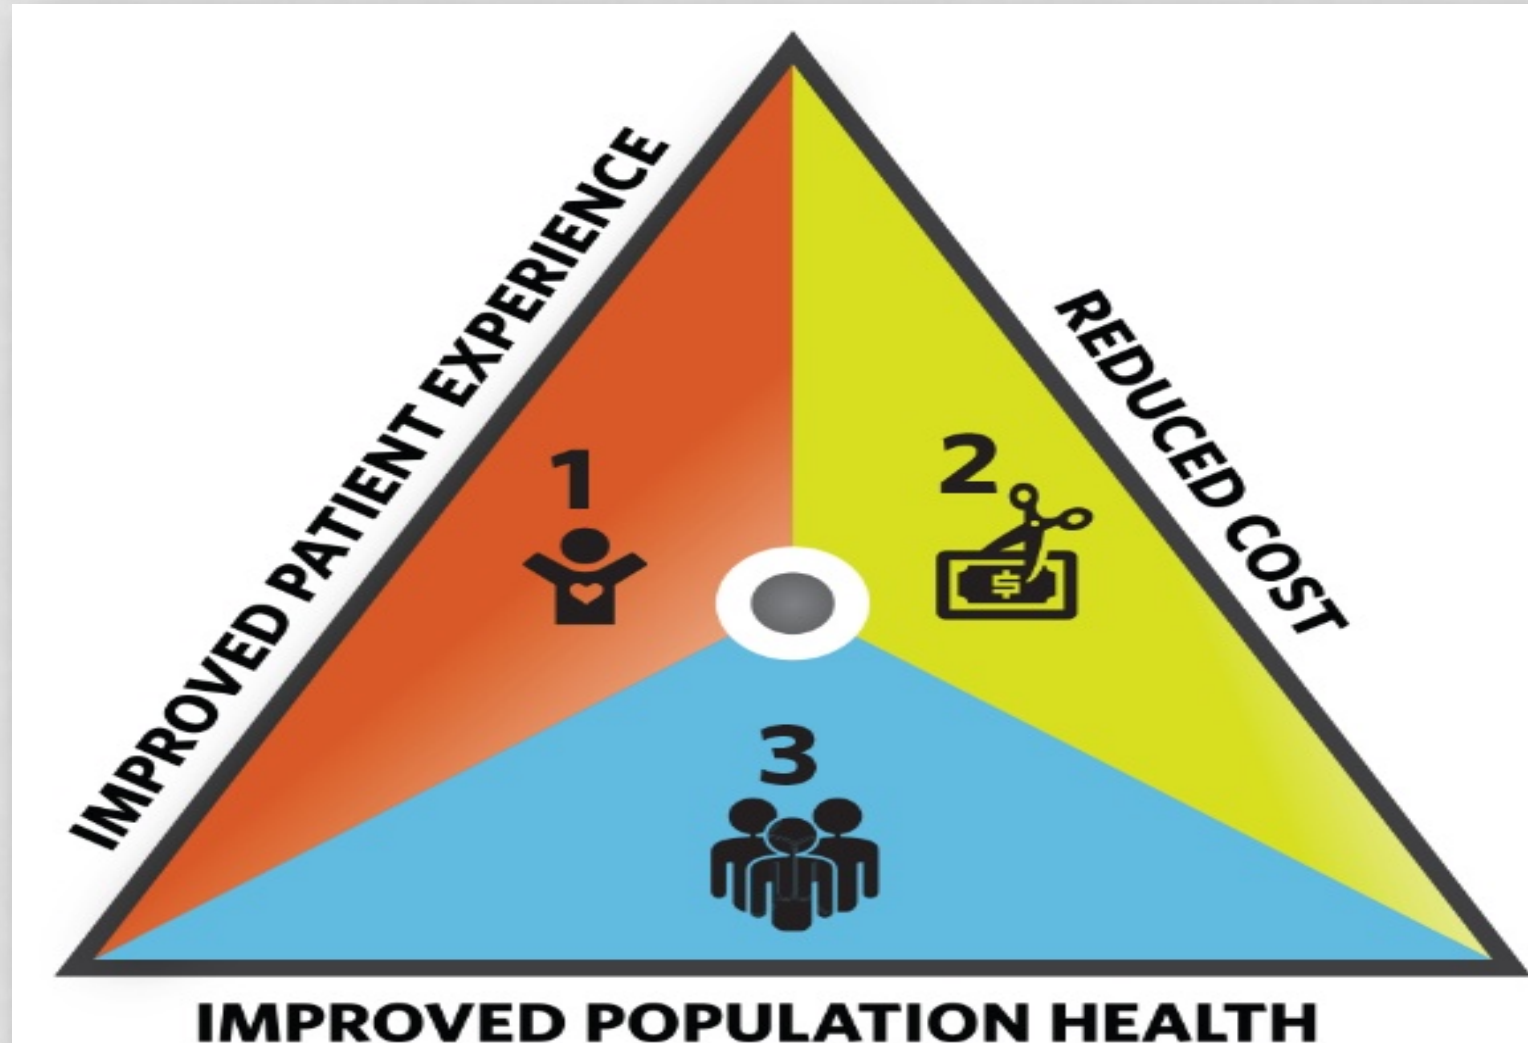 IMPROVED PATIENT EXPERIENCE
REDUCED COST
1
2
$
3
IMPROVED POPULATION HEALTH